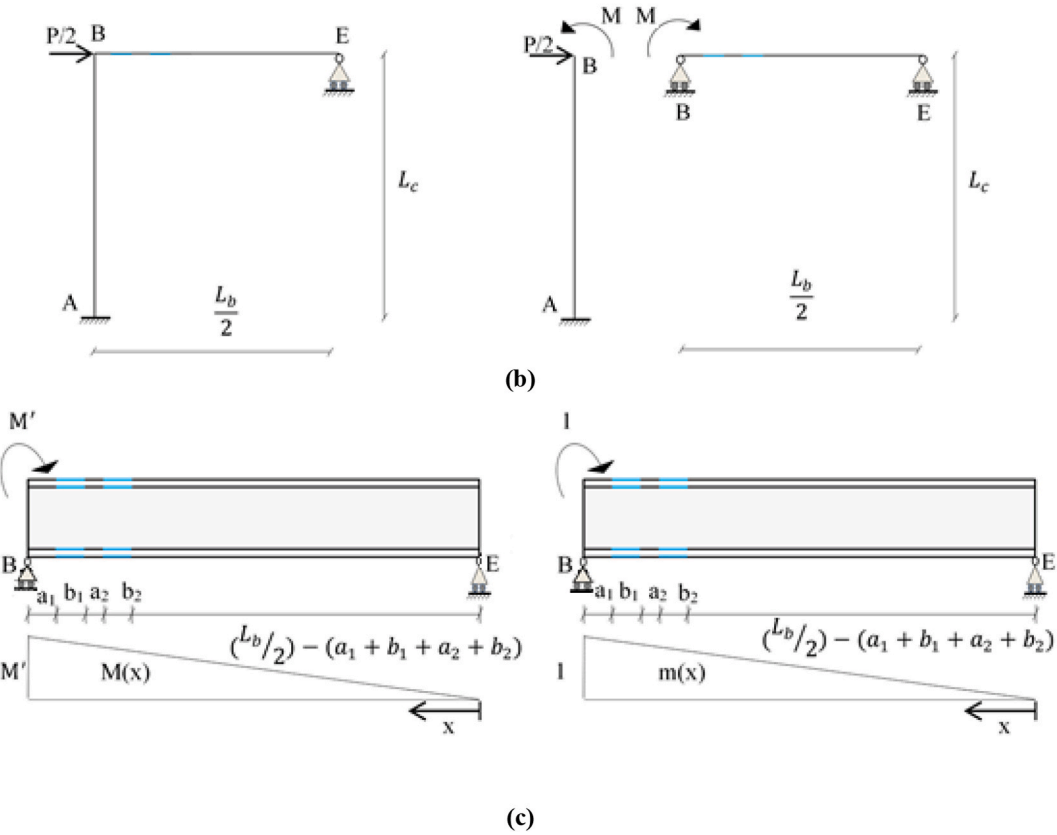 P/2 B E
L_c
A
L_b
2
M M
P/2
B
B E
L_c
A
L_b
2
(b)
M′
B E
a₁ b₁ a₂ b₂
(L_b/2) − (a₁ + b₁ + a₂ + b₂)
M′ M(x)
x
1
B E
a₁ b₁ a₂ b₂
(L_b/2) − (a₁ + b₁ + a₂ + b₂)
1 m(x)
x
(c)